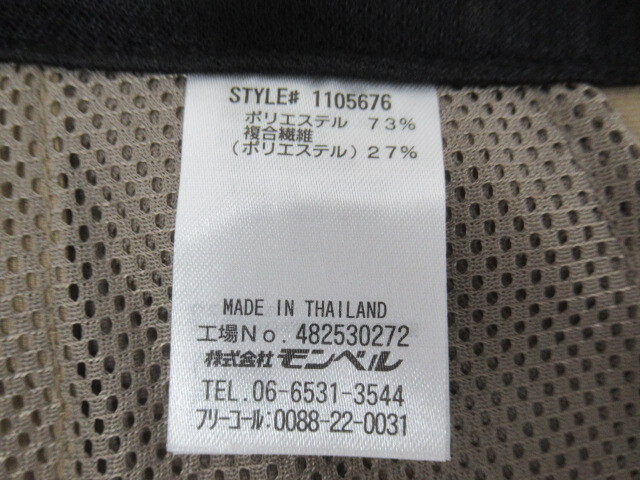 STYLE# 1105676
ポリエステル 73%
複合繊維
(ポリエステル)27%
MADE IN THAILAND
工場No. 482530272
株式会社 モンベル
TEL. 06-6531-3544
フリーコール:0088-22-0031